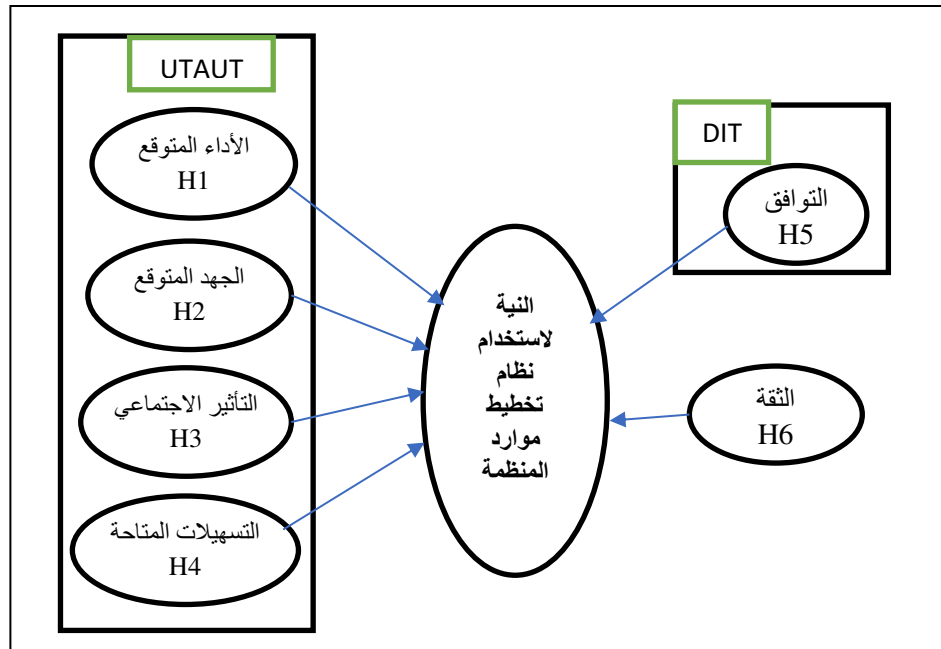 UTAUT
الأداء المتوقع
H1
الجهد المتوقع
H2
التأثير الاجتماعي
H3
التسهيلات المتاحة
H4
النية
لاستخدام
نظام
تخطيط
موارد
المنظمة
DIT
التوافق
H5
الثقة
H6